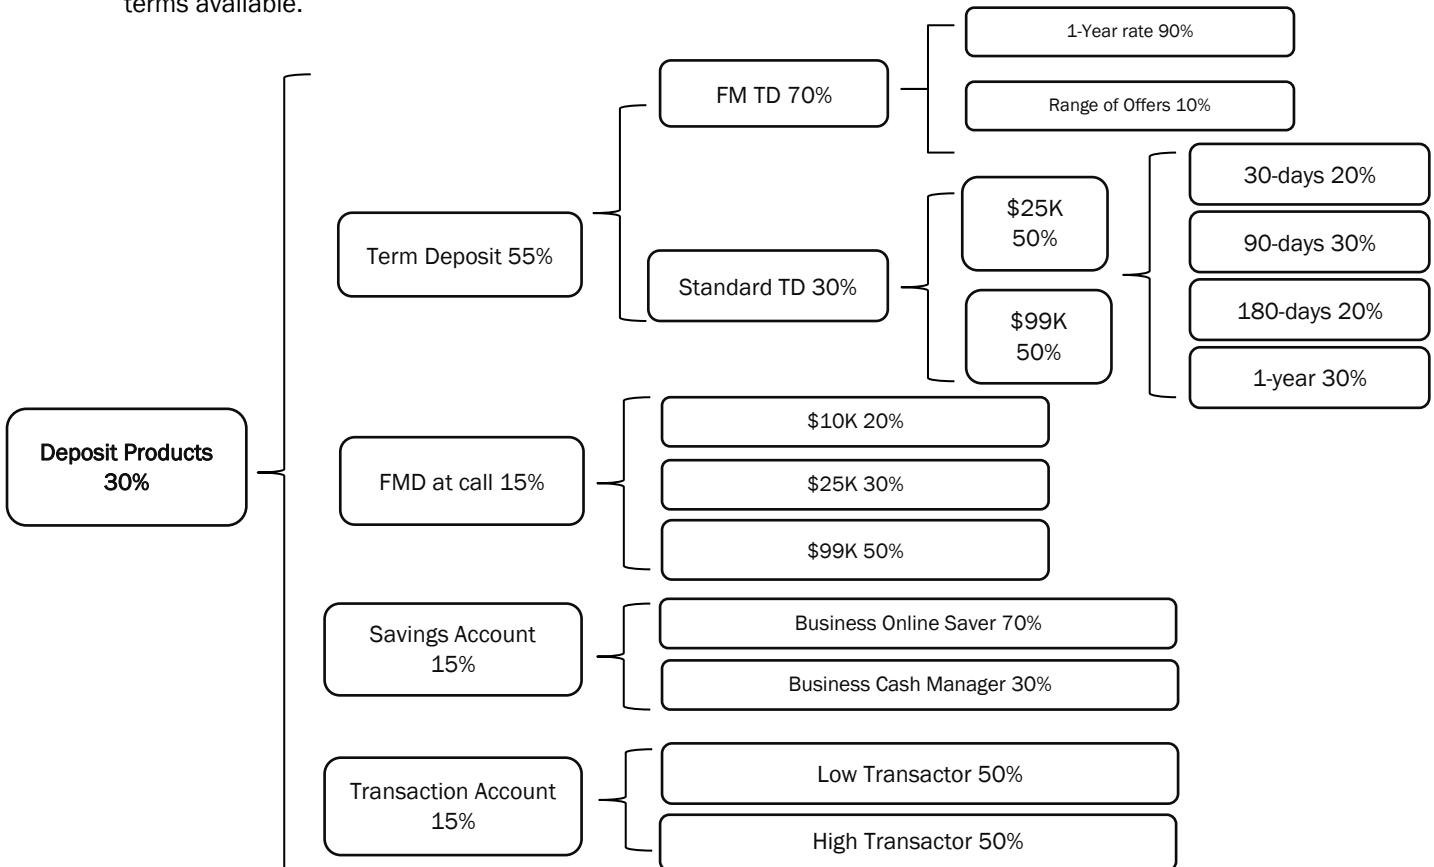 terms available.
1-Year rate 90%
FM TD 70%
Range of Offers 10%
30-days 20%
$25K
50%
90-days 30%
Term Deposit 55%
Standard TD 30%
180-days 20%
$99K
50%
1-year 30%
$10K 20%
Deposit Products
30%
FMD at call 15%
$25K 30%
$99K 50%
Savings Account
15%
Business Online Saver 70%
Business Cash Manager 30%
Transaction Account
15%
Low Transactor 50%
High Transactor 50%